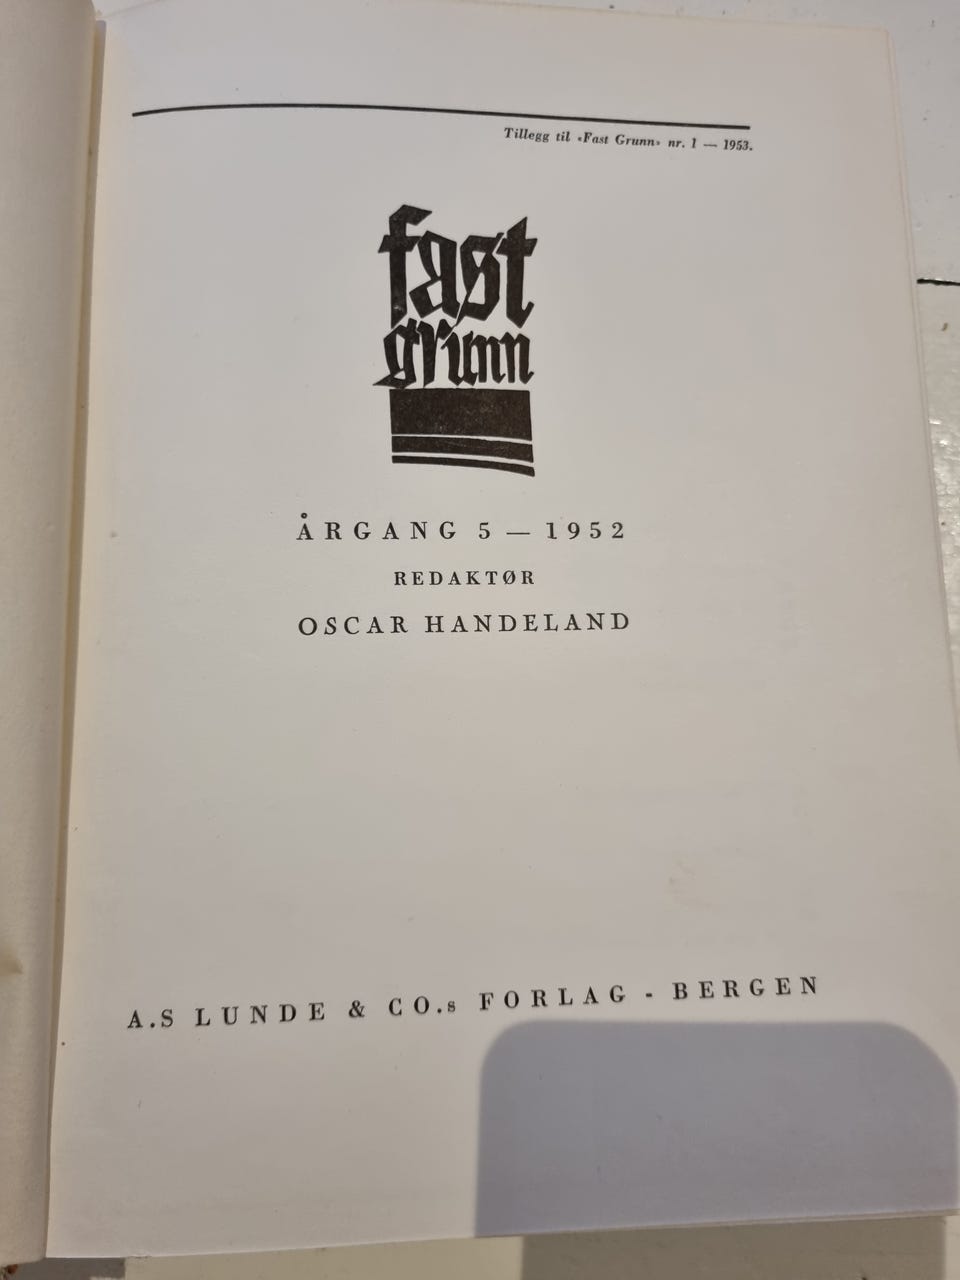 Tillegg til «Fast Grunn» nr. 1 — 1953.
fast
grunn
ÅRGANG 5 — 1952
REDAKTØR
OSCAR HANDELAND
A.S LUNDE & CO.s FORLAG - BERGEN